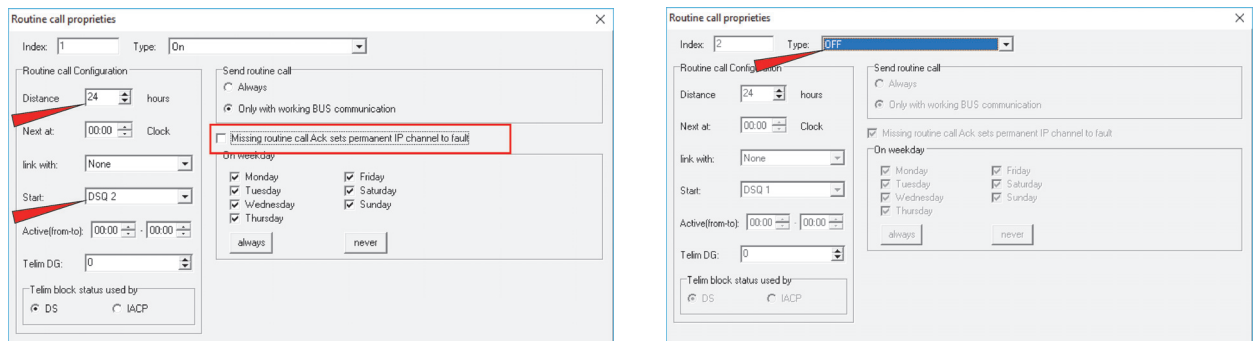 Routine call proprieties
Index: 1 Type: On
Routine call Configuration
Distance 24 hours
Next at: 00:00 Clock
link with: None
Start: DSQ 2
Active(from-to): 00:00 - 00:00
Telim DG: 0
Telim block status used by
DS IACP
Send routine call
Always
Only with working BUS communication
Missing routine call Ack sets permanent IP channel to fault
On weekday
Monday Friday
Tuesday Saturday
Wednesday Sunday
Thursday
always never
Routine call proprieties
Index: 2 Type: OFF
Routine call Configuration
Distance 24 hours
Next at: 00:00 Clock
link with: None
Start: DSQ 1
Active(from-to): 00:00 - 00:00
Telim DG: 0
Telim block status used by
DS IACP
Send routine call
Always
Only with working BUS communication
Missing routine call Ack sets permanent IP channel to fault
On weekday
Monday Friday
Tuesday Saturday
Wednesday Sunday
Thursday
always never